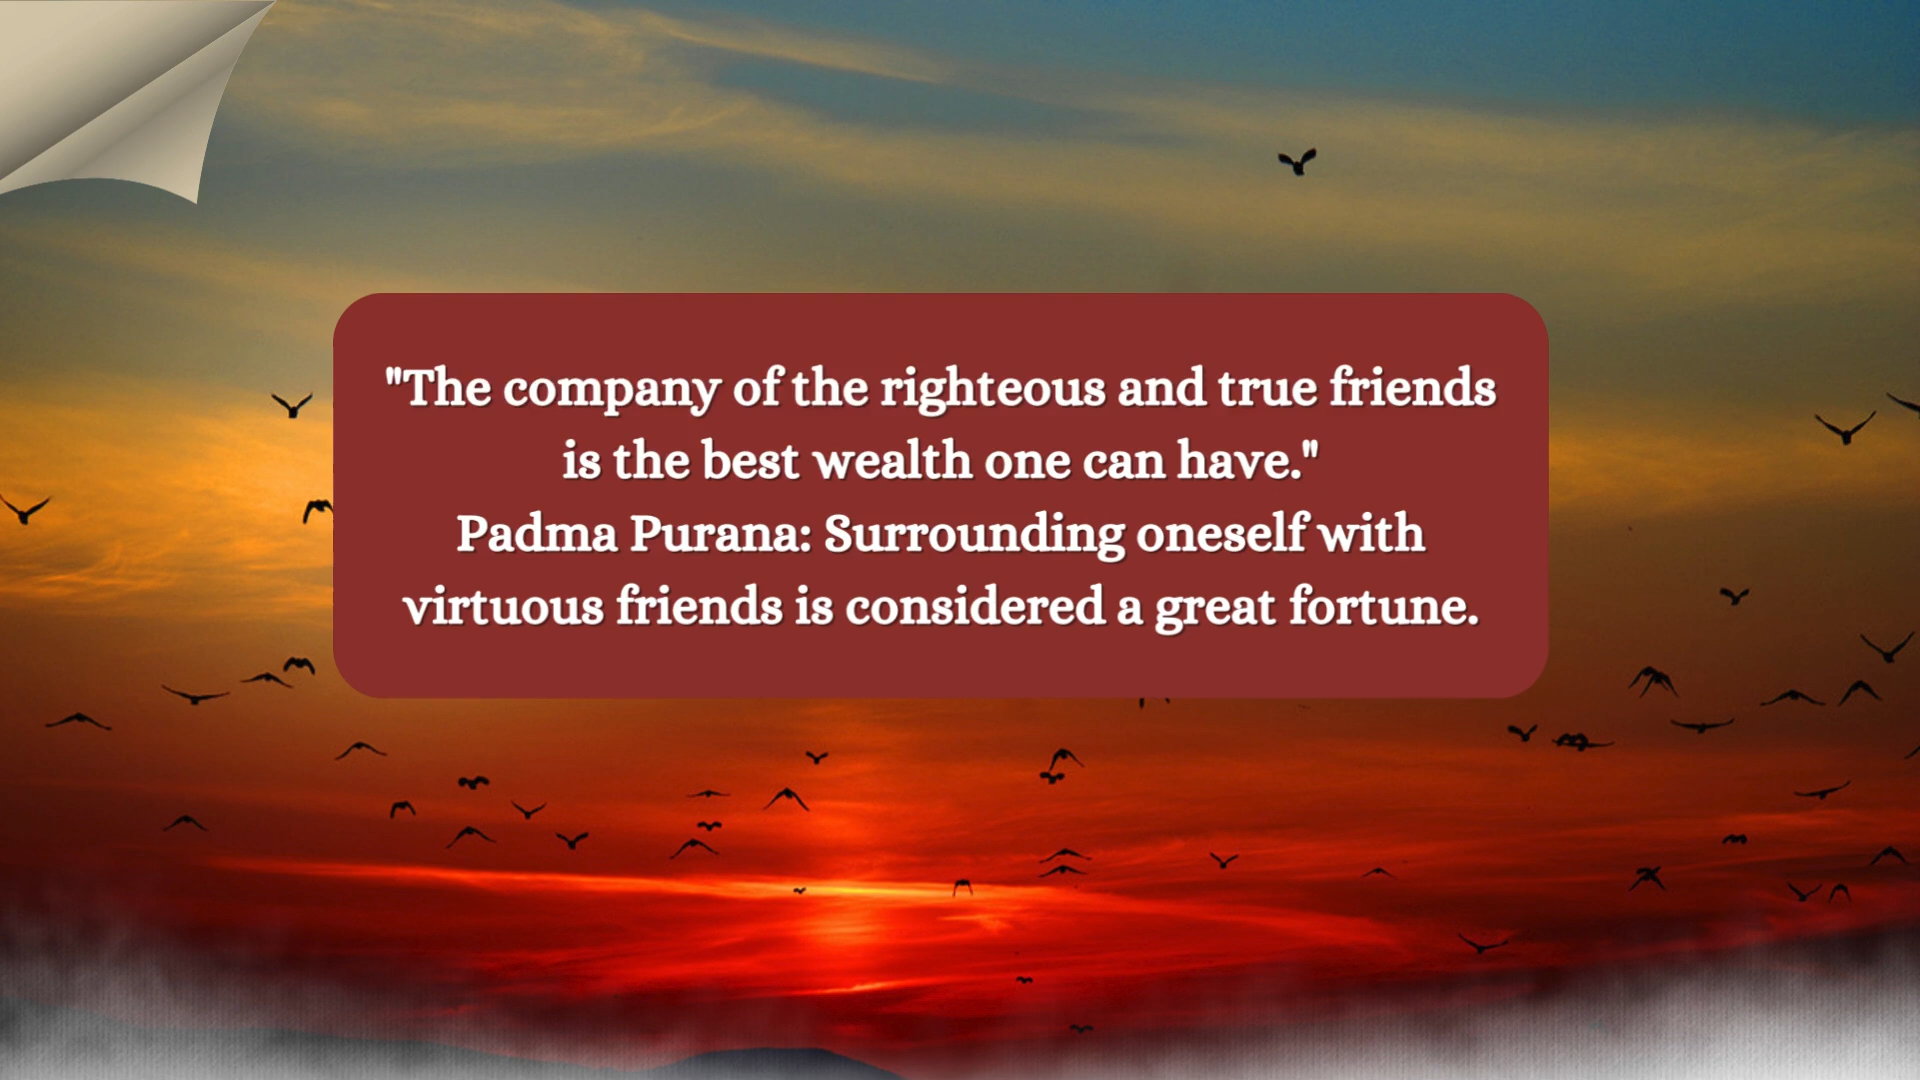 "The company of the righteous and true friends
is the best wealth one can have."
Padma Purana: Surrounding oneself with
virtuous friends is considered a great fortune.